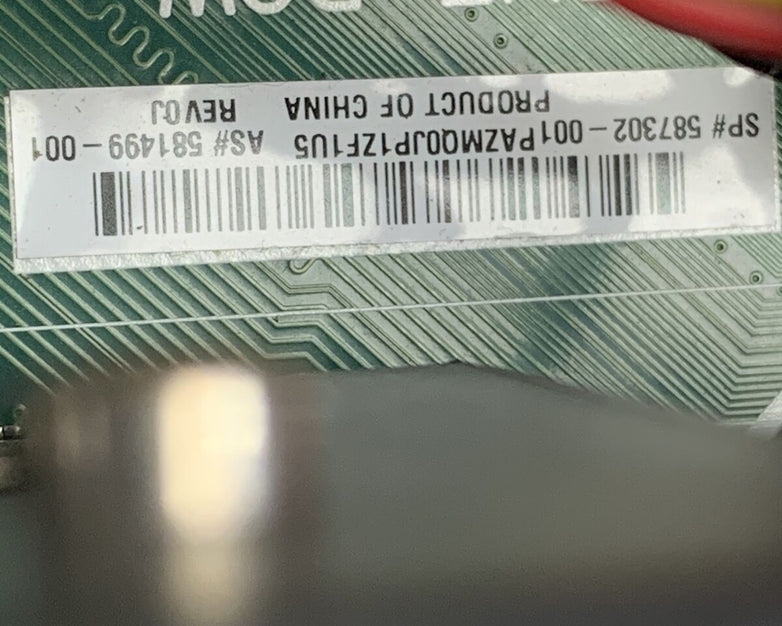 SP# 587302-001 PAZMQ0JP1ZF1U5 AS# 581499-001
PRODUCT OF CHINA REV0J